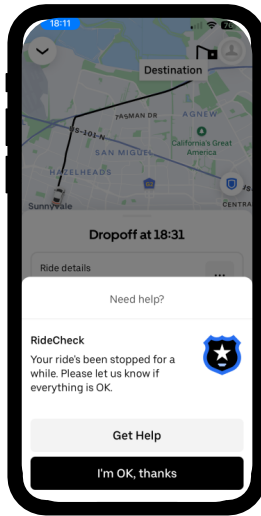 18:11
Destination
TASMAN DR
AGNEW
US-101 N
California's Great
America
SAN MIGUEL
HAZELHEADS
Sunnyvale
CENTRA
Dropoff at 18:31
Ride details
Need help?
RideCheck
Your ride's been stopped for a
while. Please let us know if
everything is OK.
Get Help
I'm OK, thanks